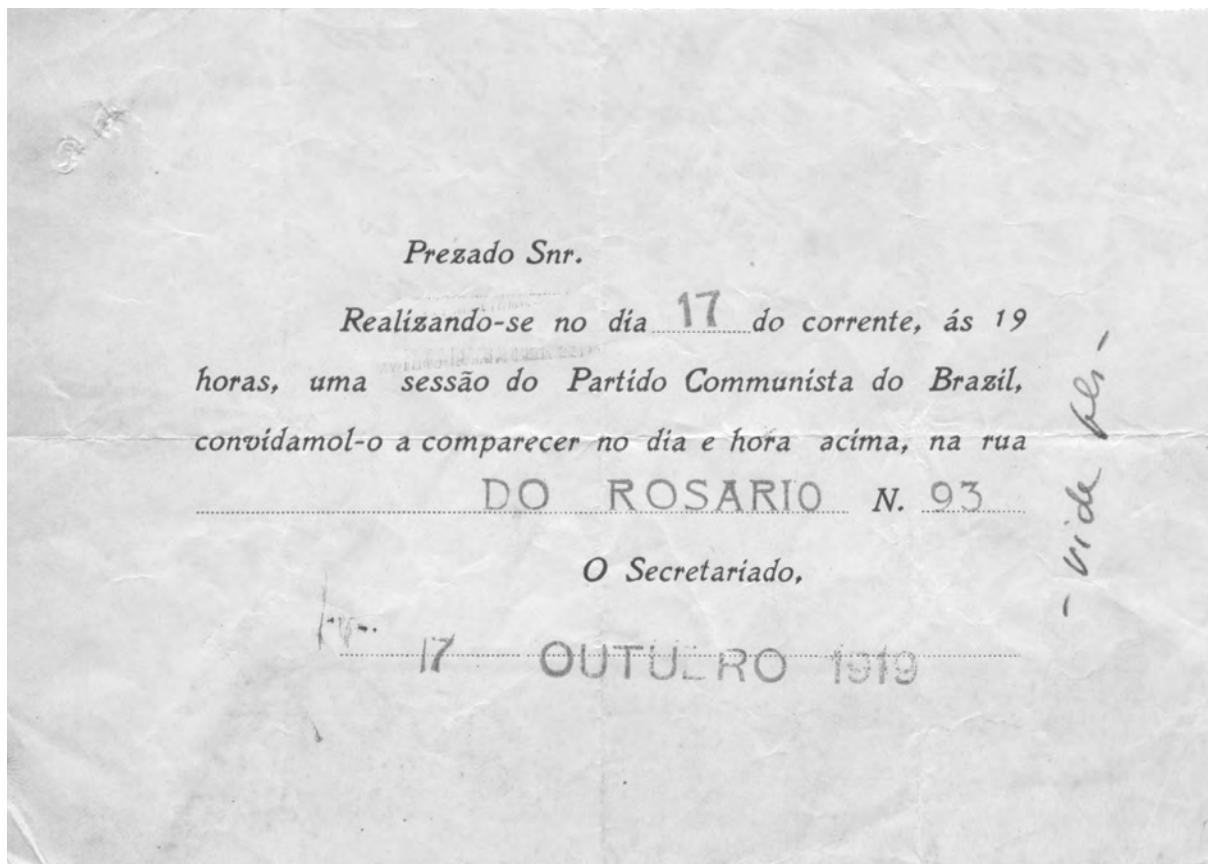 Prezado Snr.
Realizando-se no dia 17 do corrente, ás 19
horas, uma sessão do Partido Communista do Brazil,
convidamol-o a comparecer no dia e hora acima, na rua
DO ROSARIO N. 93
O Secretariado,
17 OUTUBRO 1919
- vide